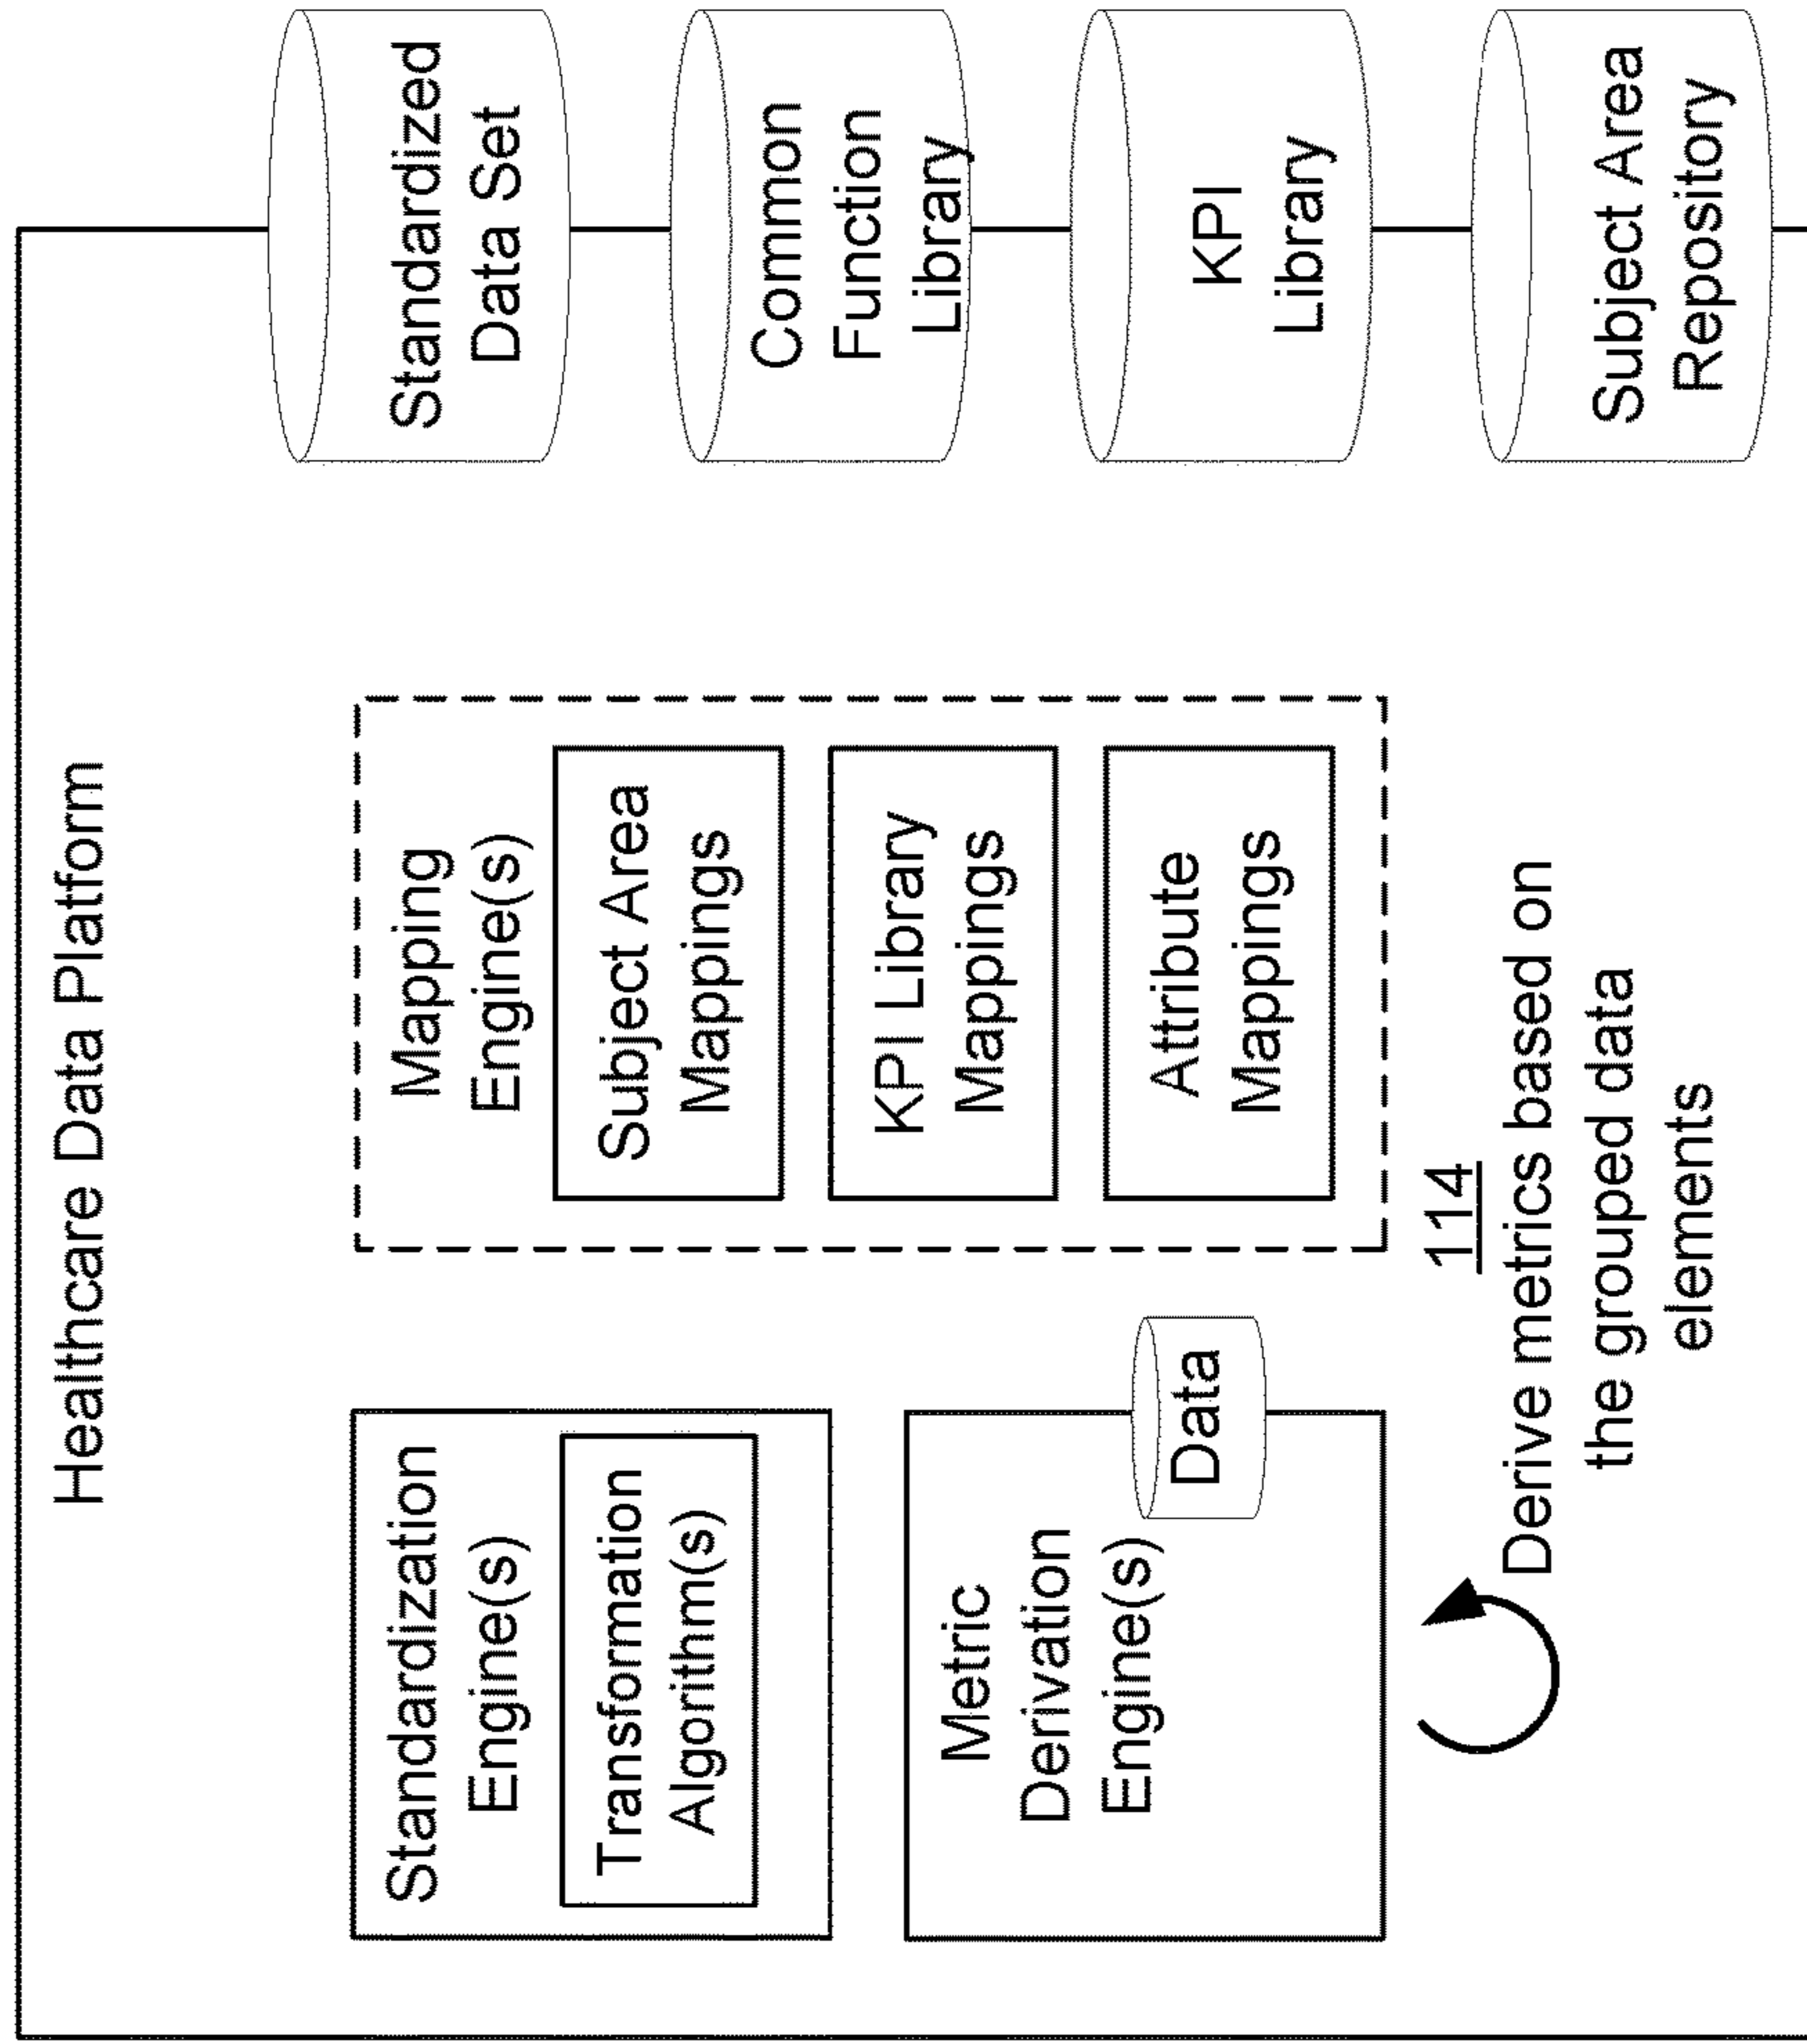 Healthcare Data Platform
Standardization
Engine(s)
Transformation
Algorithm(s)
Mapping
Engine(s)
Subject Area
Mappings
KPI Library
Mappings
Attribute
Mappings
Metric
Derivation
Engine(s)
Data
114
Derive metrics based on
the grouped data
elements
Standardized
Data Set
Common
Function
Library
KPI
Library
Subject Area
Repository